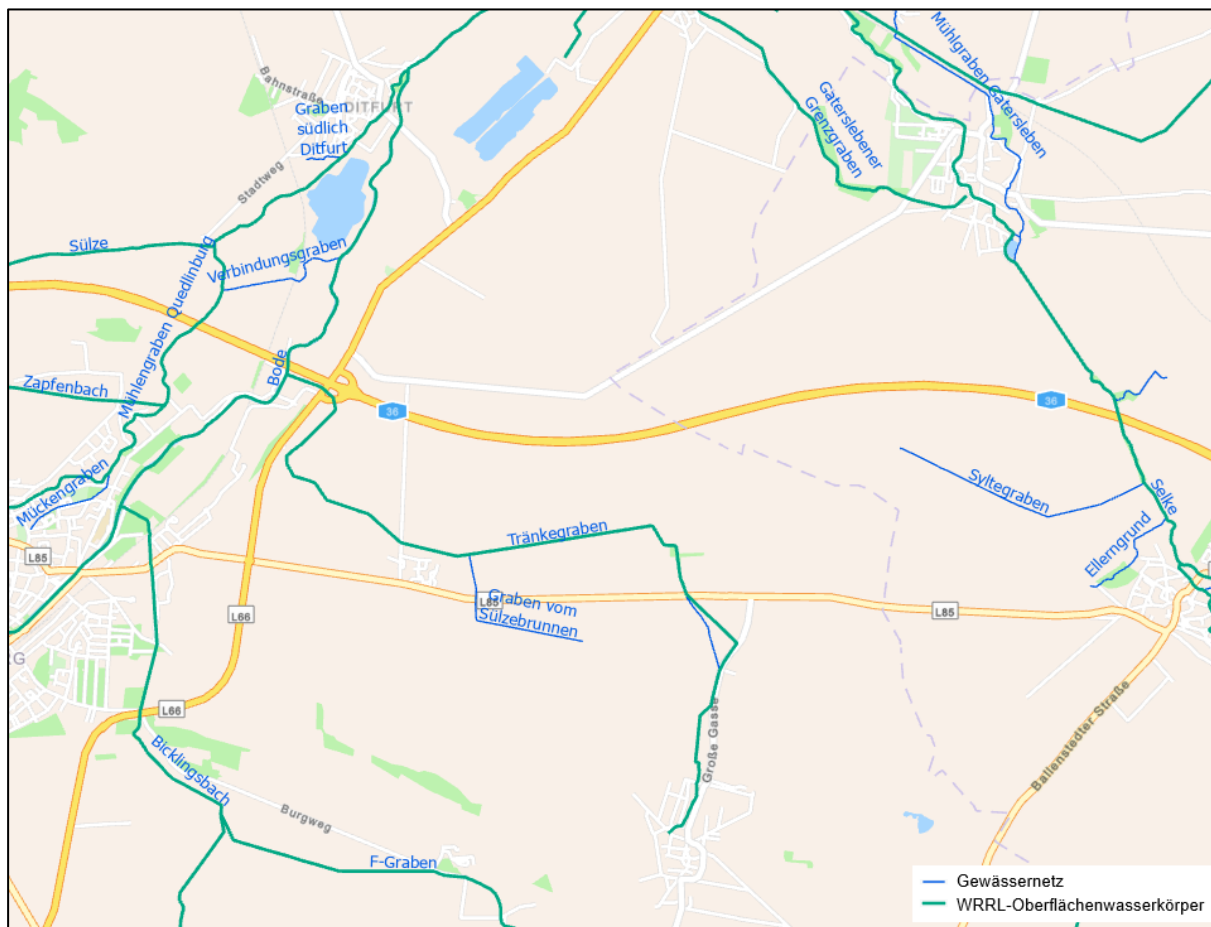 Bahnstraße
DITFURT
Graben
südlich
Ditfurt
Stadtweg
Mühlgraben Gatersleben
Gaterslebener
Grenzgraben
Sülze
Verbindungsgraben
Mühlengraben Quedlinburg
Bode
Zapfenbach
36
36
Mückengraben
Syltegraben
Selke
Ellerngrund
L85
Tränkegraben
L85
Graben vom
Sülzebrunnen
L85
L66
RG
L66
Große Gasse
Ballenstedter Straße
Bicklingsbach
Burgweg
F-Graben
Gewässernetz
WRRL-Oberflächenwasserkörper